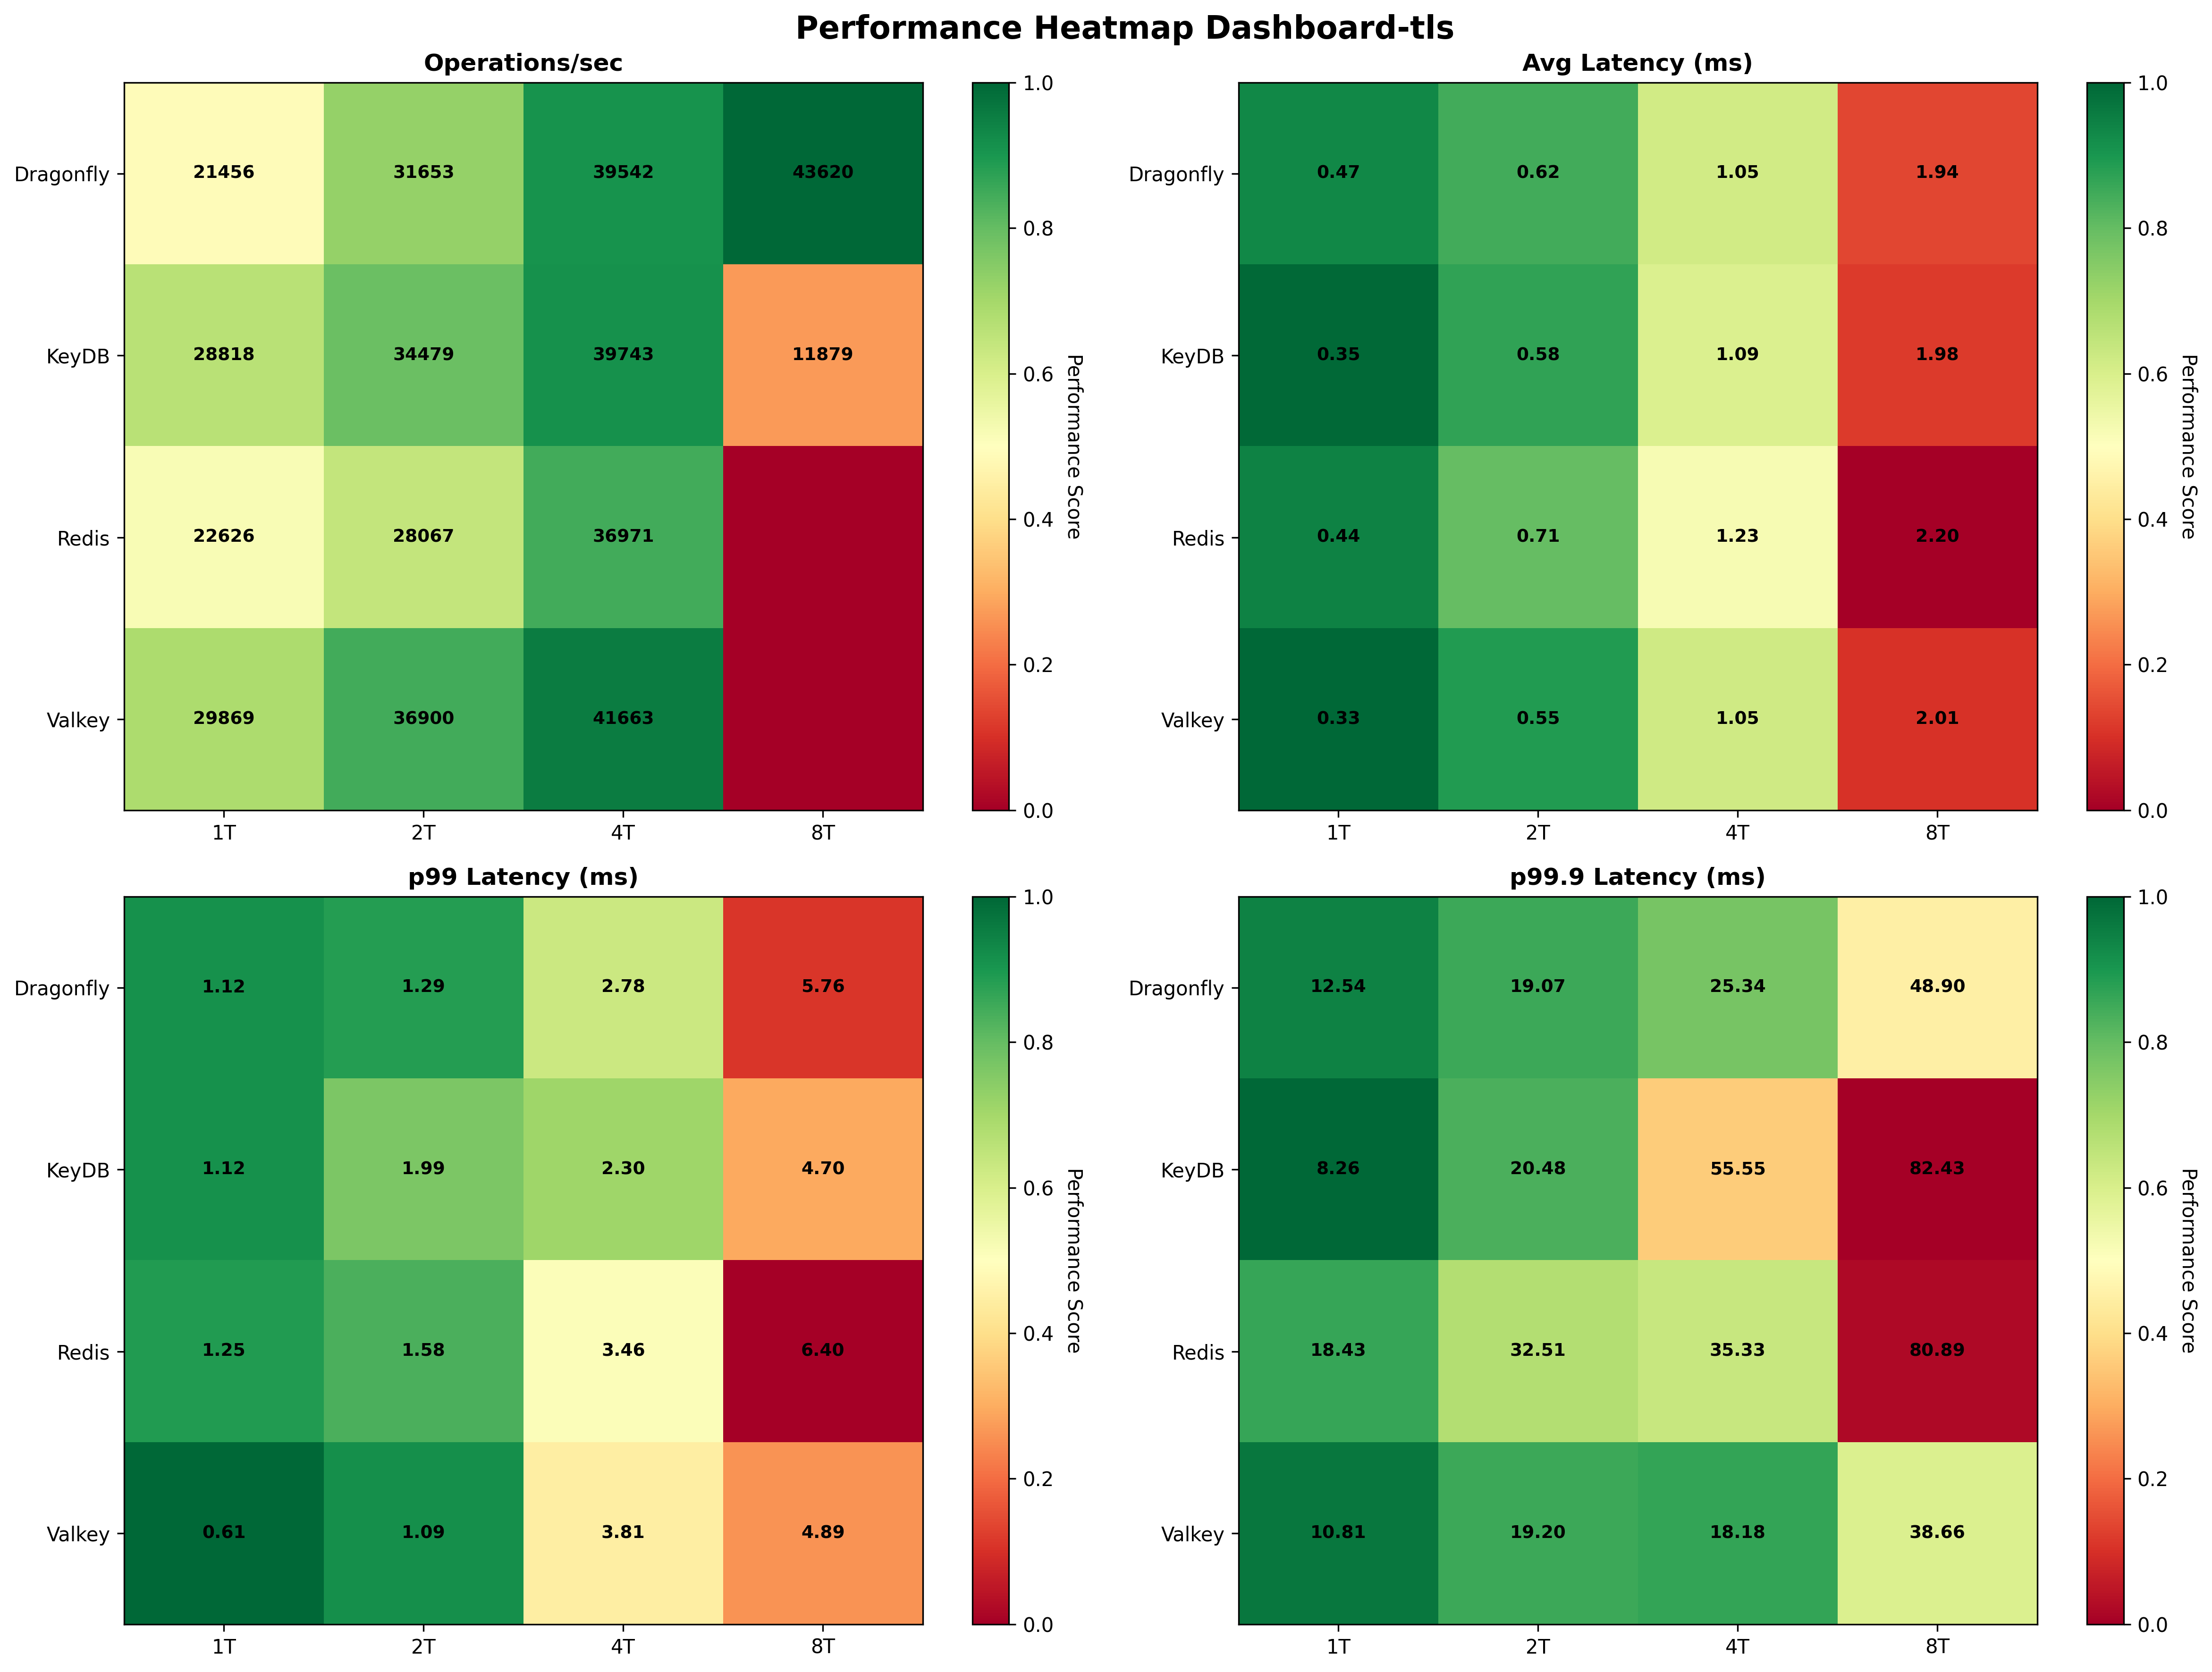 Performance Heatmap Dashboard-tls
Operations/sec
Dragonfly 21456 31653 39542 43620
KeyDB 28818 34479 39743 11879
Redis 22626 28067 36971
Valkey 29869 36900 41663
1T 2T 4T 8T
1.0
0.8
0.6
0.4
0.2
0.0
Performance Score
Avg Latency (ms)
Dragonfly 0.47 0.62 1.05 1.94
KeyDB 0.35 0.58 1.09 1.98
Redis 0.44 0.71 1.23 2.20
Valkey 0.33 0.55 1.05 2.01
1T 2T 4T 8T
1.0
0.8
0.6
0.4
0.2
0.0
Performance Score
p99 Latency (ms)
Dragonfly 1.12 1.29 2.78 5.76
KeyDB 1.12 1.99 2.30 4.70
Redis 1.25 1.58 3.46 6.40
Valkey 0.61 1.09 3.81 4.89
1T 2T 4T 8T
1.0
0.8
0.6
0.4
0.2
0.0
Performance Score
p99.9 Latency (ms)
Dragonfly 12.54 19.07 25.34 48.90
KeyDB 8.26 20.48 55.55 82.43
Redis 18.43 32.51 35.33 80.89
Valkey 10.81 19.20 18.18 38.66
1T 2T 4T 8T
1.0
0.8
0.6
0.4
0.2
0.0
Performance Score